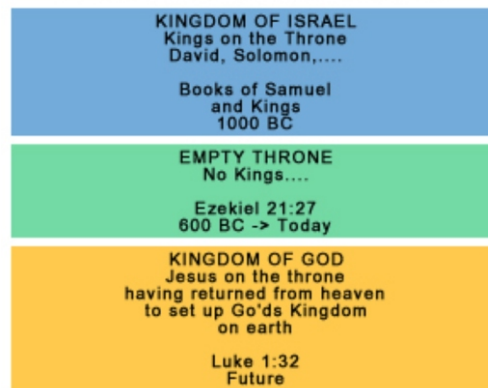 KINGDOM OF ISRAEL
Kings on the Throne
David, Solomon,....
Books of Samuel
and Kings
1000 BC
EMPTY THRONE
No Kings....
Ezekiel 21:27
600 BC -> Today
KINGDOM OF GOD
Jesus on the throne
having returned from heaven
to set up Go'ds Kingdom
on earth
Luke 1:32
Future